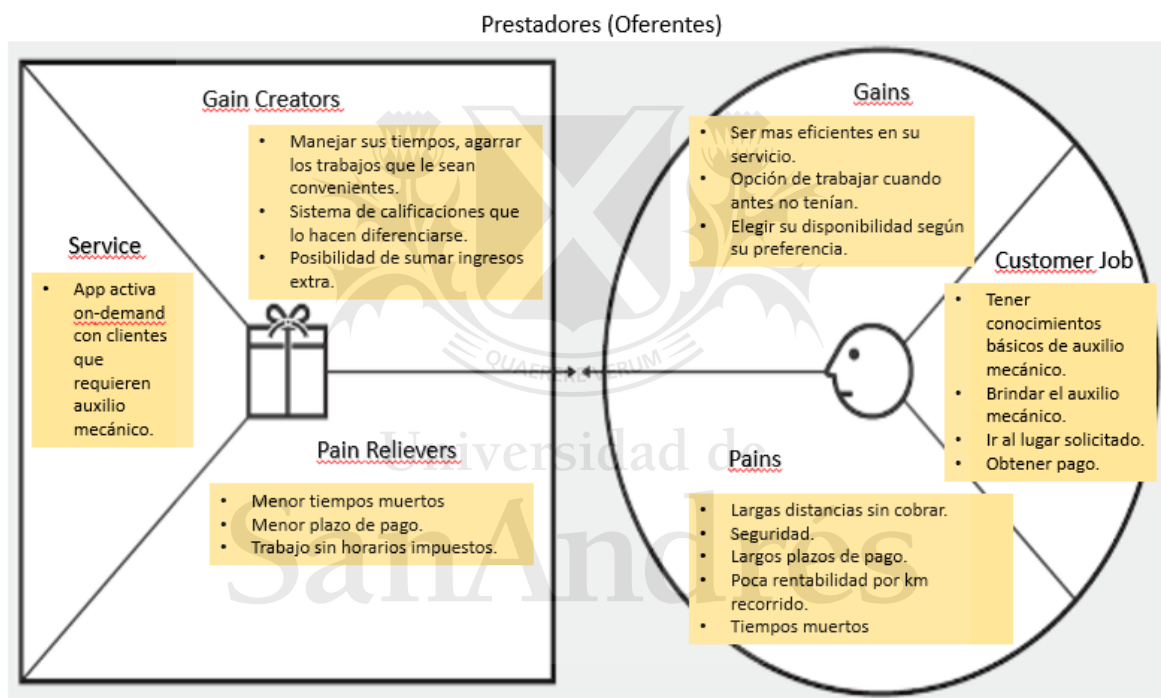 Prestadores (Oferentes)
Gain Creators
• Manejar sus tiempos, agarrar
los trabajos que le sean
convenientes.
• Sistema de calificaciones que
lo hacen diferenciarse.
• Posibilidad de sumar ingresos
extra.
Service
• App activa
on-demand
con clientes
que
requieren
auxilio
mecánico.
Pain Relievers
• Menor tiempos muertos
• Menor plazo de pago.
• Trabajo sin horarios impuestos.
Gains
• Ser mas eficientes en su
servicio.
• Opción de trabajar cuando
antes no tenían.
• Elegir su disponibilidad según
su preferencia.
Customer Job
• Tener
conocimientos
básicos de auxilio
mecánico.
• Brindar el auxilio
mecánico.
• Ir al lugar solicitado.
• Obtener pago.
Pains
• Largas distancias sin cobrar.
• Seguridad.
• Largos plazos de pago.
• Poca rentabilidad por km
recorrido.
• Tiempos muertos
QUAERERE VERUM
Universidad de
SanAndrés